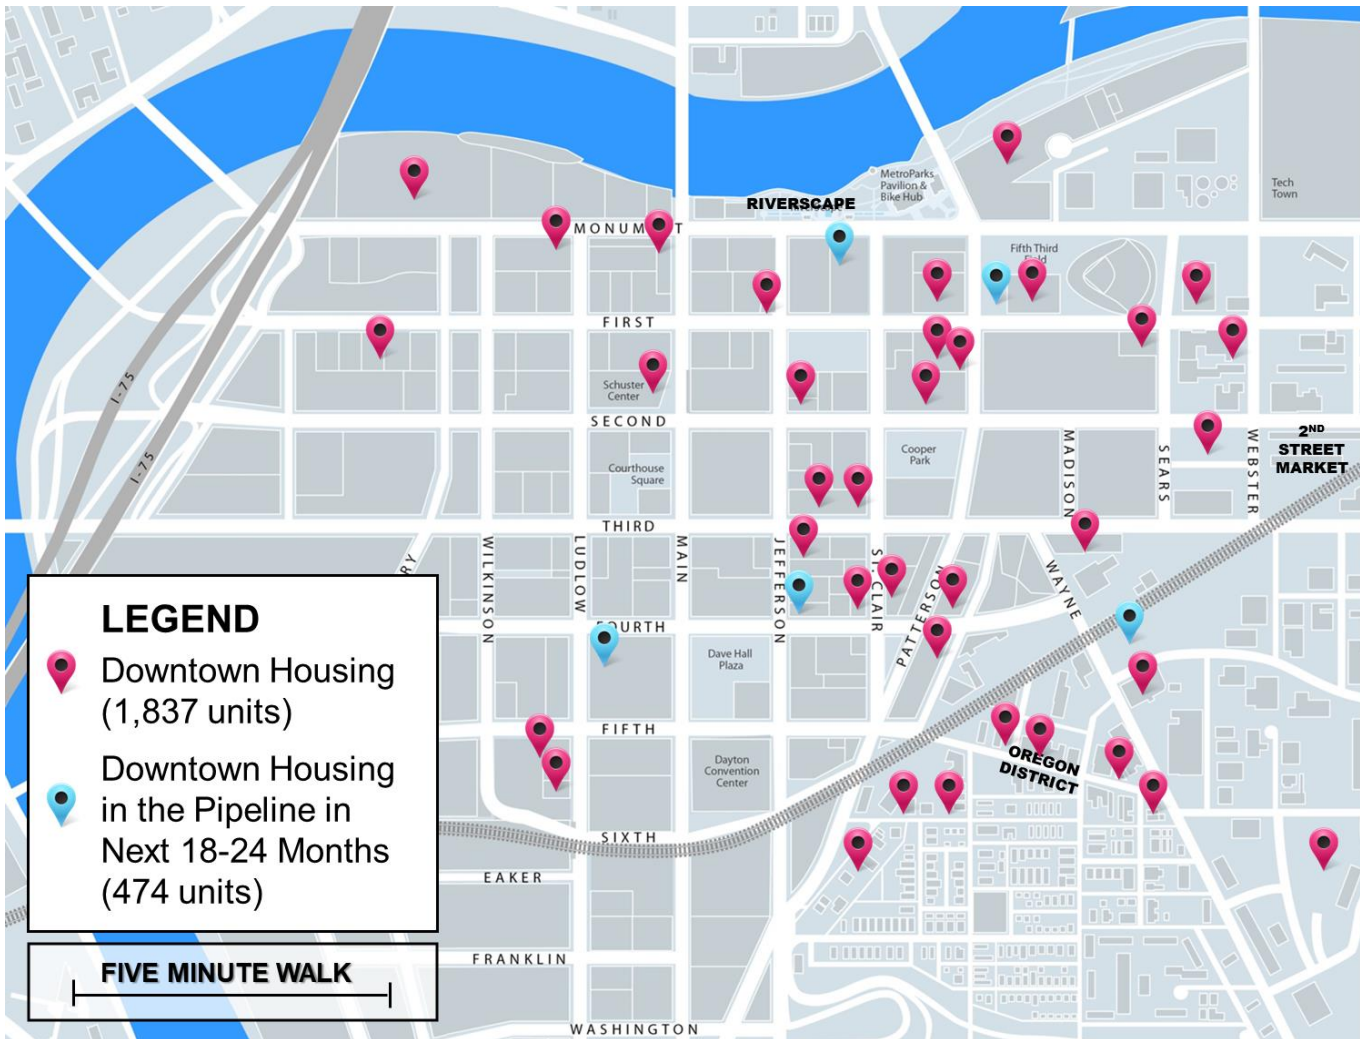 MetroParks
Pavilion &
Bike Hub
RIVERSCAPE
Tech
Town
MONUM T
Fifth Third
Field
FIRST
I-75
Schuster
Center
SECOND
I-75
Courthouse
Square
Cooper
Park
MADISON
SEARS
WEBSTER
2ND
STREET
MARKET
THIRD
RY
WILKINSON
LUDLOW
MAIN
JEFFERSON
ST. CLAIR
PATTERSON
WAYNE
FOURTH
Dave Hall
Plaza
FIFTH
Dayton
Convention
Center
OREGON
DISTRICT
SIXTH
EAKER
FRANKLIN
WASHINGTON
LEGEND
Downtown Housing
(1,837 units)
Downtown Housing
in the Pipeline in
Next 18-24 Months
(474 units)
FIVE MINUTE WALK